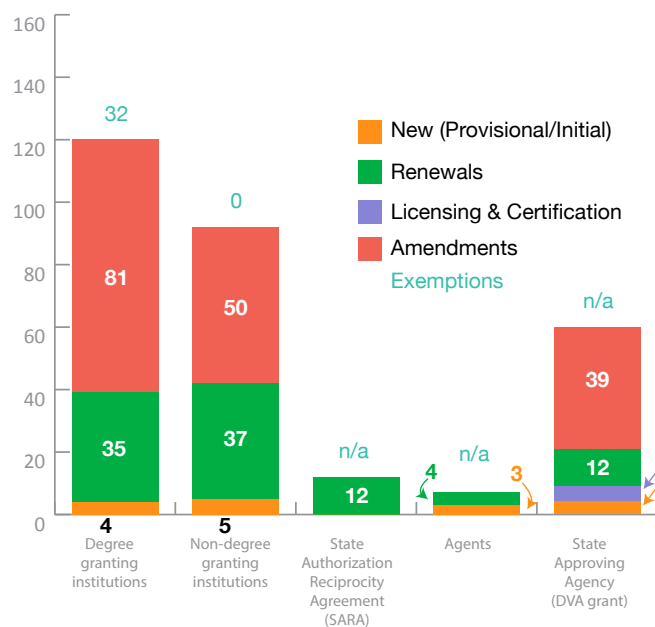 160
140
120
100
80
60
40
20
0
32
81
35
4
0
50
37
5
n/a
12
n/a
4
3
n/a
39
12
New (Provisional/Initial)
Renewals
Licensing & Certification
Amendments
Exemptions
Degree
granting
institutions
Non-degree
granting
institutions
State
Authorization
Reciprocity
Agreement
(SARA)
Agents
State
Approving
Agency
(DVA grant)